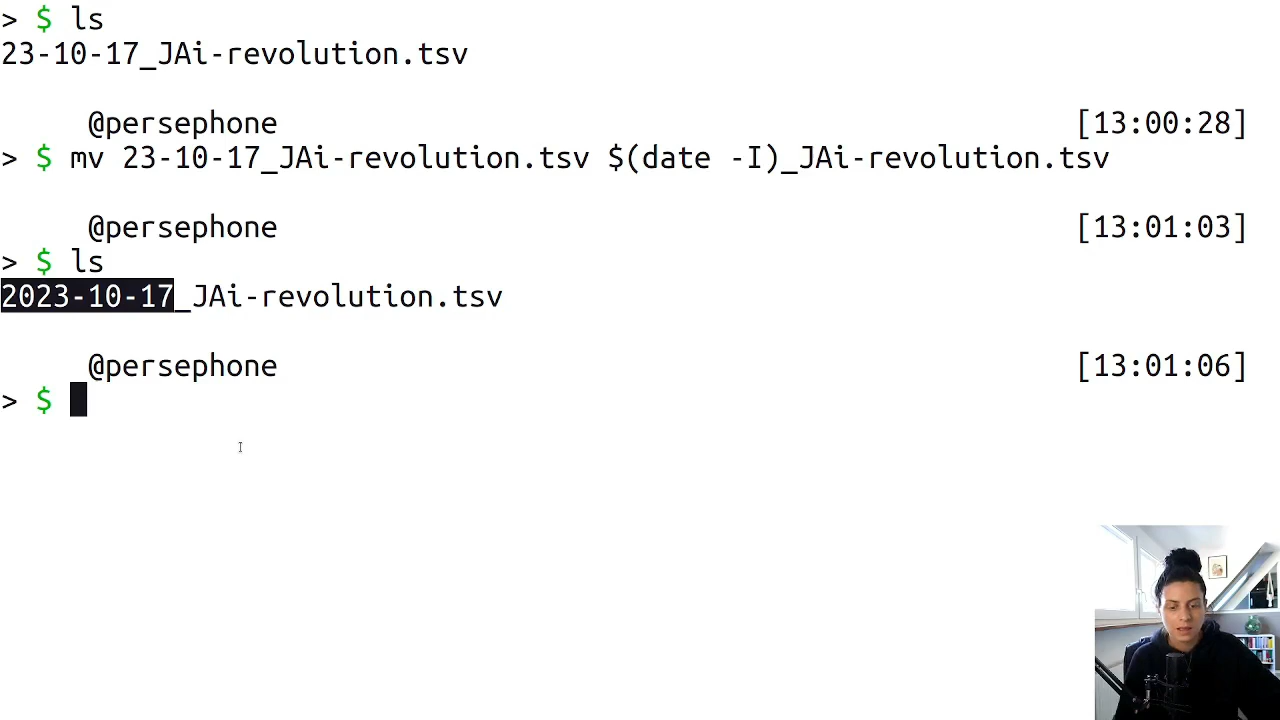 > $ ls
23-10-17_JAi-revolution.tsv
@persephone [13:00:28]
> $ mv 23-10-17_JAi-revolution.tsv $(date -I)_JAi-revolution.tsv
@persephone [13:01:03]
> $ ls
2023-10-17_JAi-revolution.tsv
@persephone [13:01:06]
> $